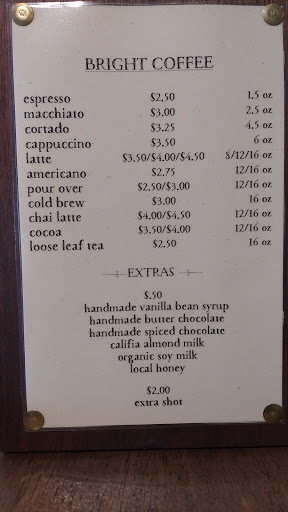 BRIGHT COFFEE
espresso $2.50 1.5 oz
macchiato $3.00 2.5 oz
cortado $3.25 4.5 oz
cappuccino $3.50 6 oz
latte $3.50/$4.00/$4.50 8/12/16 oz
americano $2.75 12/16 oz
pour over $2.50/$3.00 12/16 oz
cold brew $3.00 16 oz
chai latte $4.00/$4.50 12/16 oz
cocoa $3.50/$4.00 12/16 oz
loose leaf tea $2.50 16 oz
EXTRAS
$.50
handmade vanilla bean syrup
handmade butter chocolate
handmade spiced chocolate
califia almond milk
organic soy milk
local honey
$2.00
extra shot